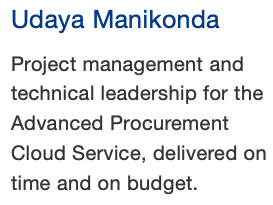 Udaya Manikonda
Project management and
technical leadership for the
Advanced Procurement
Cloud Service, delivered on
time and on budget.